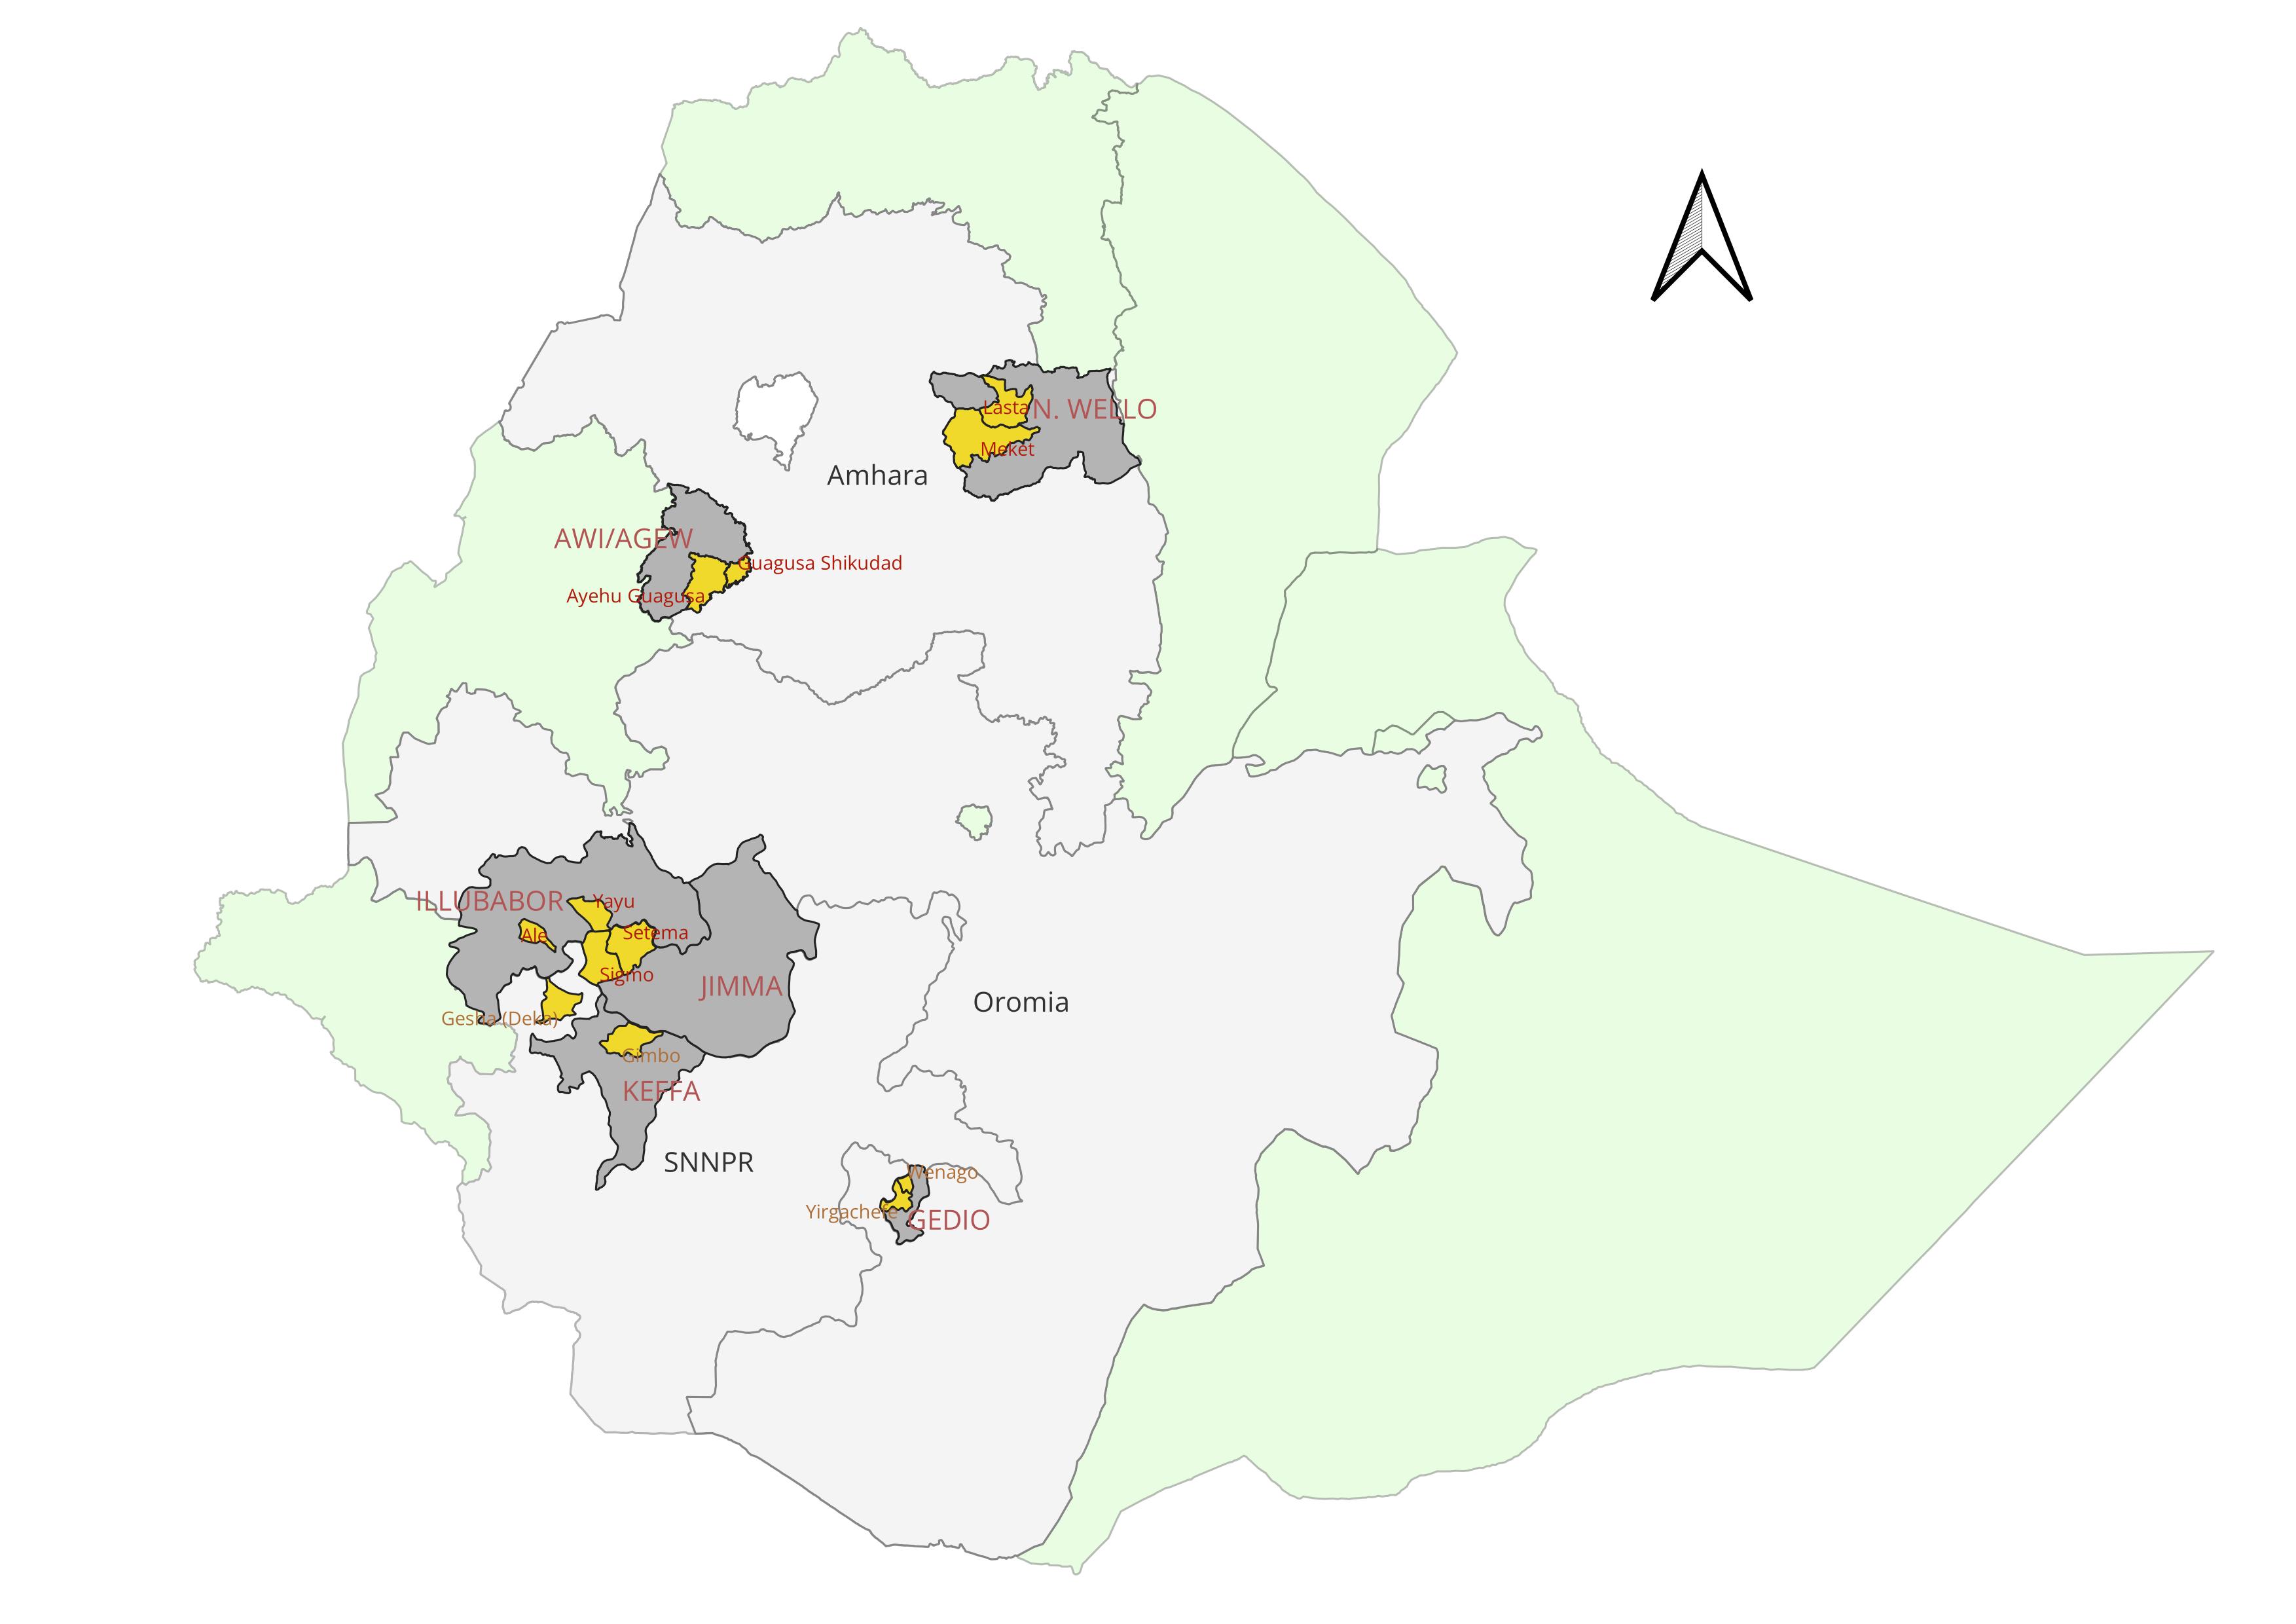 Lasta
N. WELLO
Meket
Amhara
AWI/AGEW
Guagusa Shikudad
Ayehu Guagusa
ILLUBABOR
Yayu
Ale
Setema
Sigmo
JIMMA
Oromia
Gesha (Deka)
Gimbo
KEFFA
SNNPR
Wenago
Yirgachefe
GEDIO